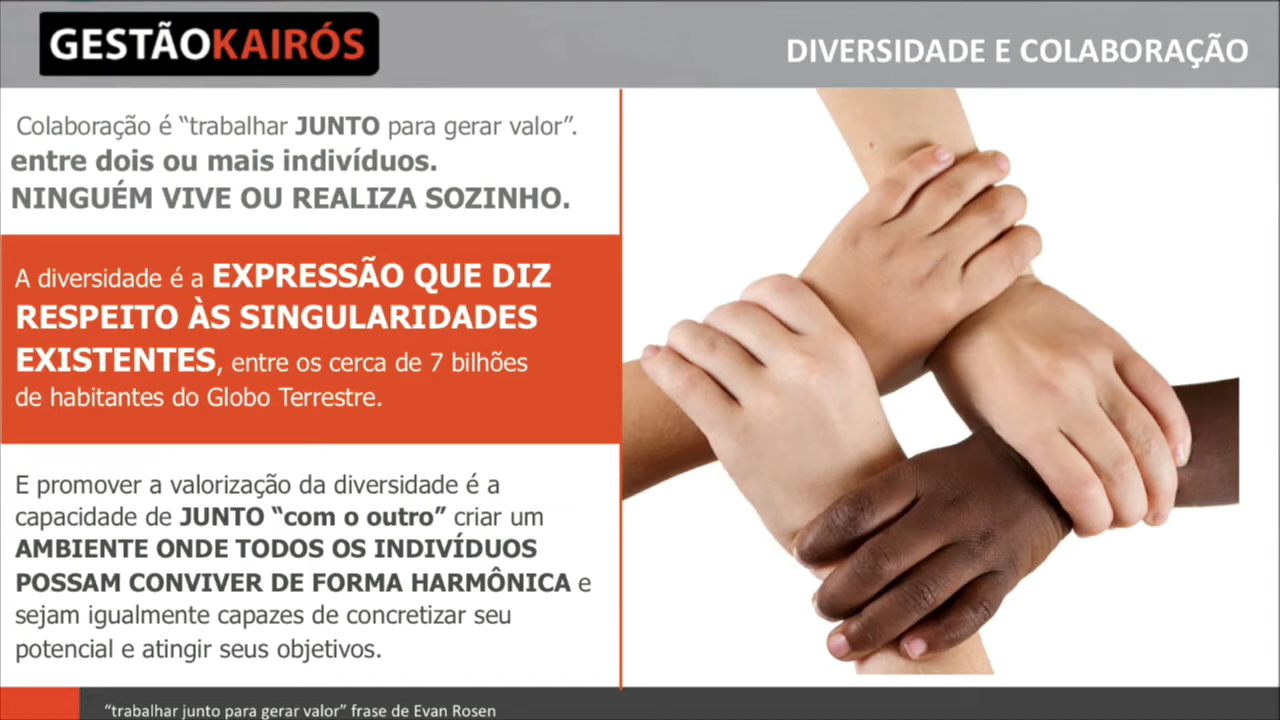 GESTÃOKAIRÓS
DIVERSIDADE E COLABORAÇÃO
Colaboração é “trabalhar JUNTO para gerar valor”.
entre dois ou mais indivíduos.
NINGUÉM VIVE OU REALIZA SOZINHO.
A diversidade é a EXPRESSÃO QUE DIZ
RESPEITO ÀS SINGULARIDADES
EXISTENTES, entre os cerca de 7 bilhões
de habitantes do Globo Terrestre.
E promover a valorização da diversidade é a
capacidade de JUNTO “com o outro” criar um
AMBIENTE ONDE TODOS OS INDIVÍDUOS
POSSAM CONVIVER DE FORMA HARMÔNICA e
sejam igualmente capazes de concretizar seu
potencial e atingir seus objetivos.
“trabalhar junto para gerar valor” frase de Evan Rosen